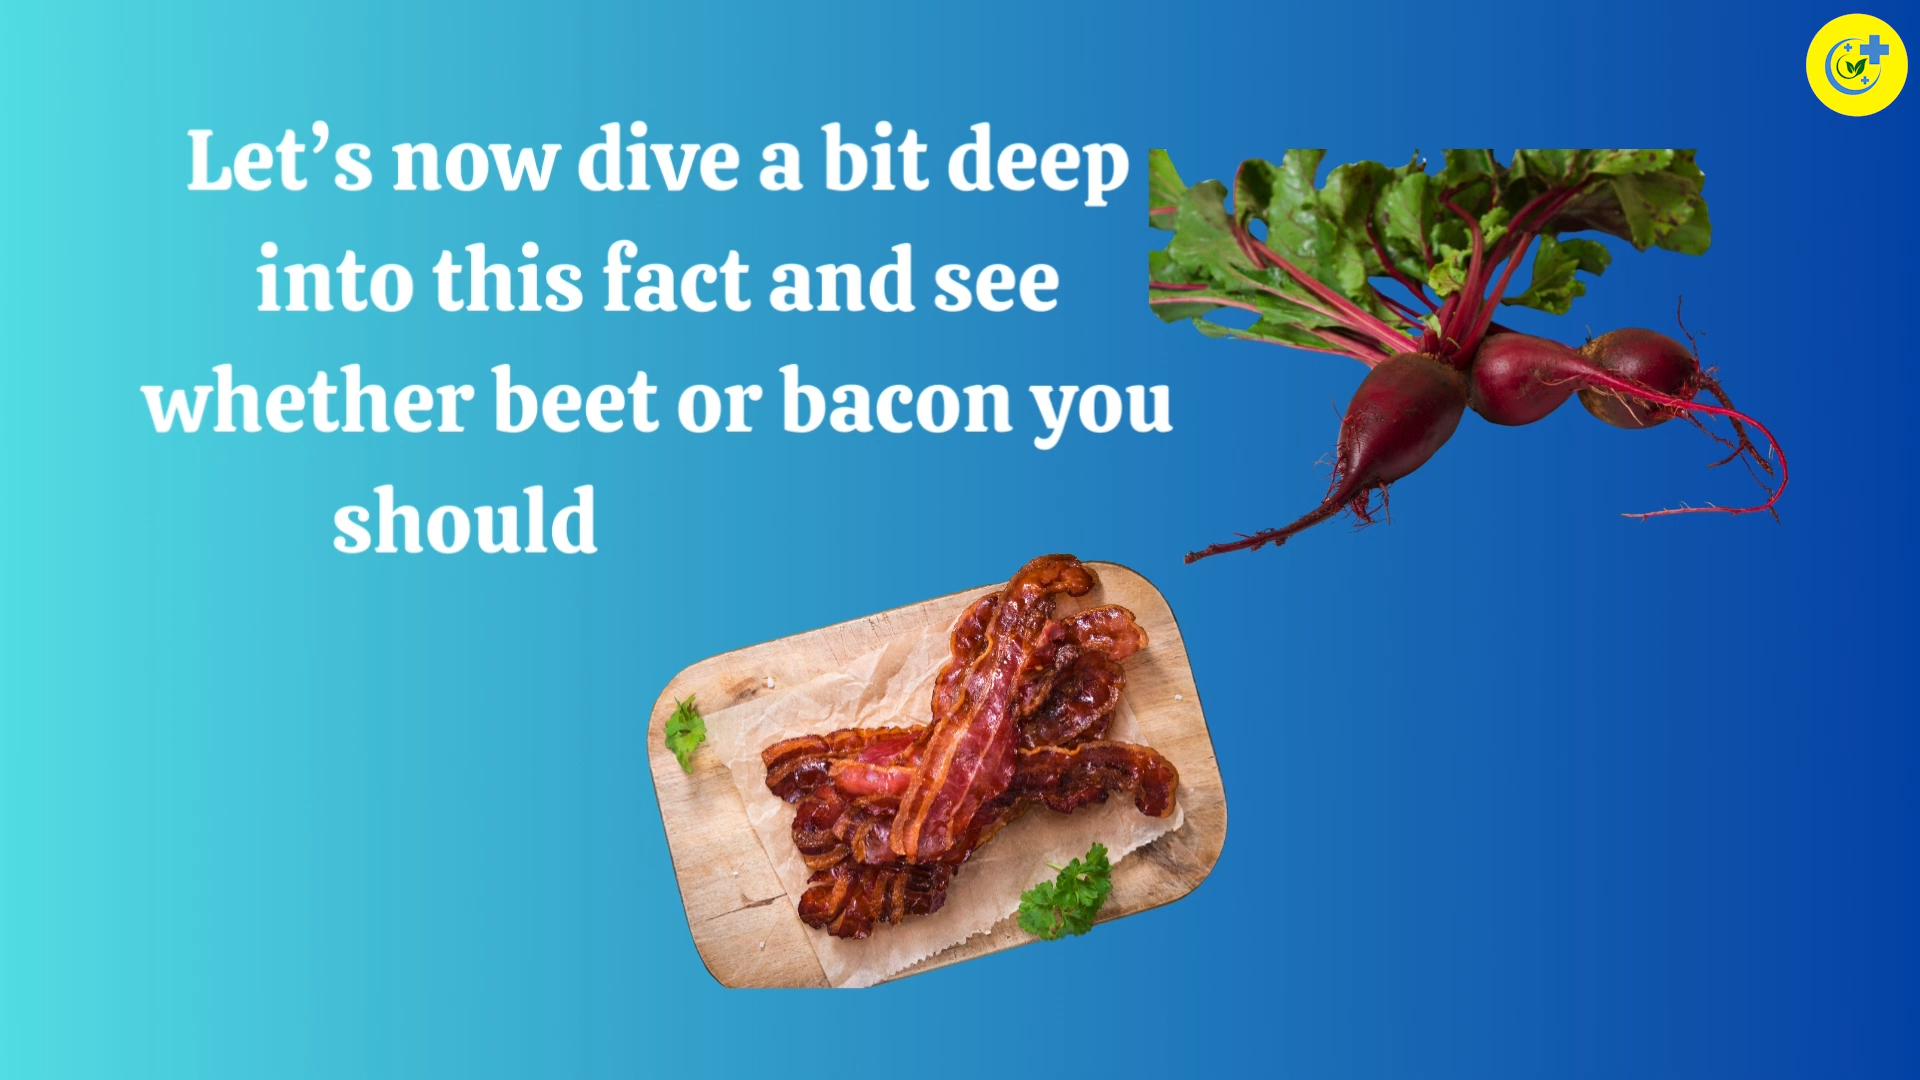 Let’s now dive a bit deep
into this fact and see
whether beet or bacon you
should